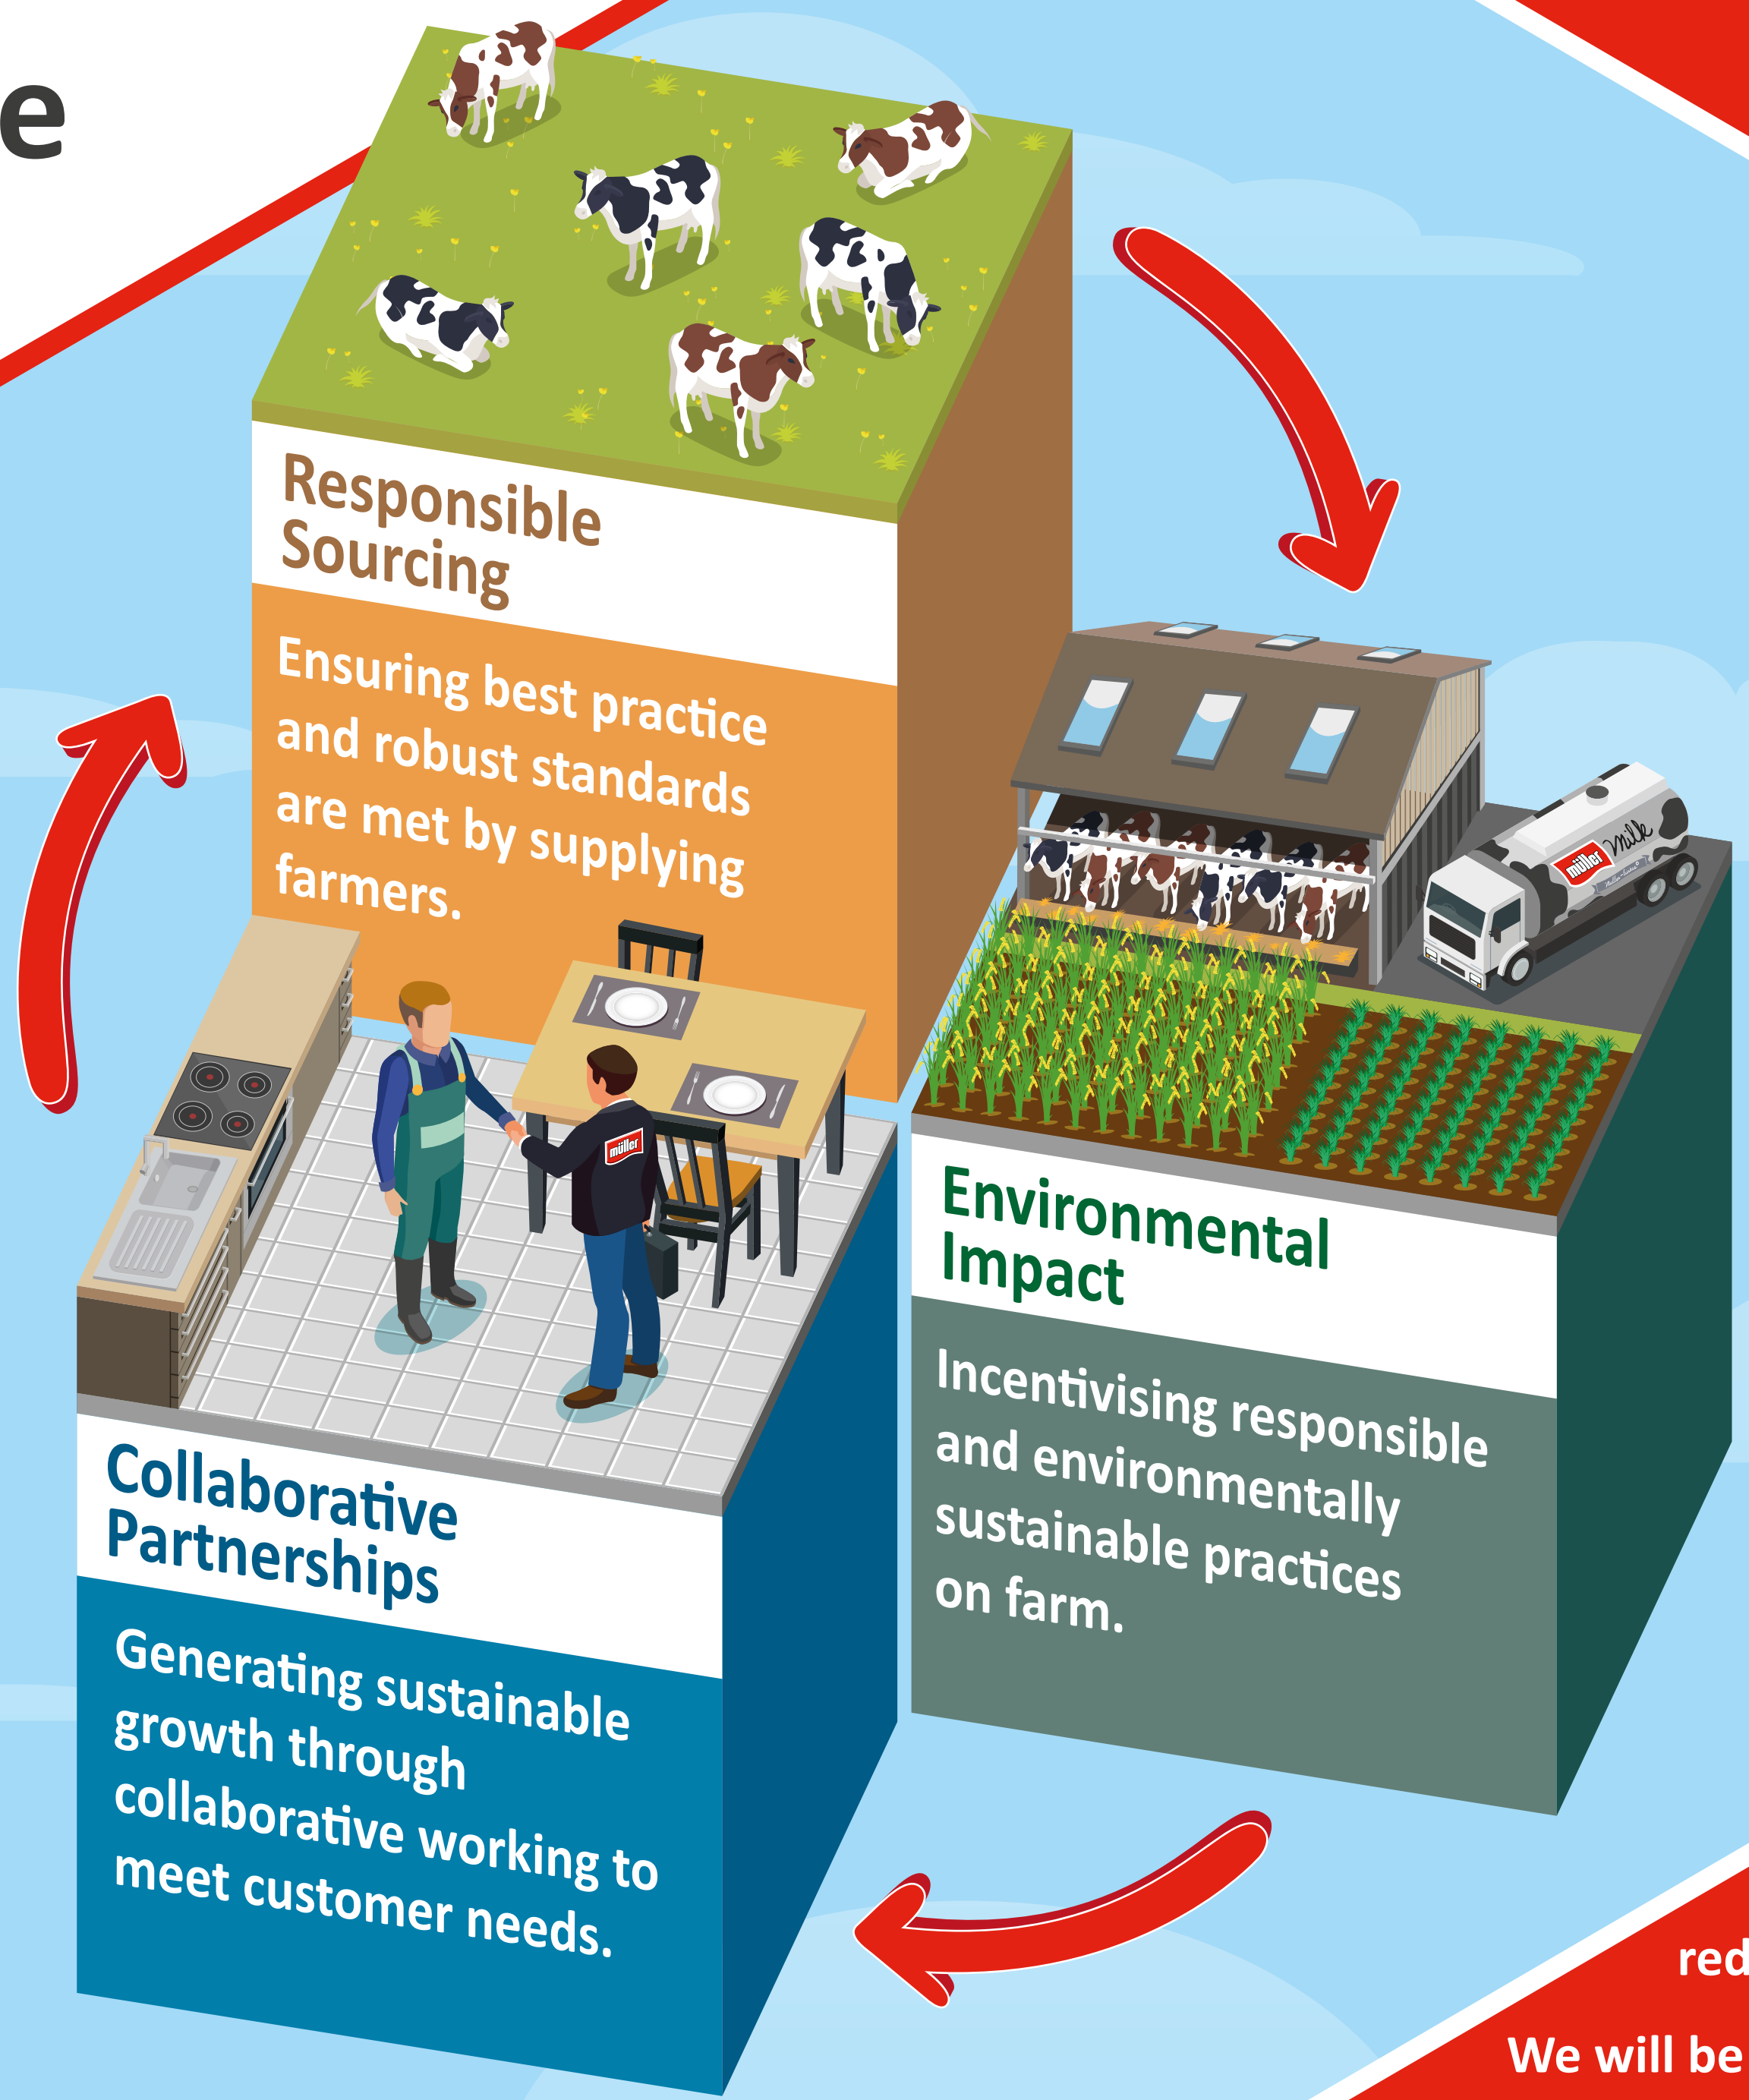 e
Responsible
Sourcing
Ensuring best practice
and robust standards
are met by supplying
farmers.
müller
Milk
müller
Environmental
Impact
Incentivising responsible
and environmentally
sustainable practices
on farm.
Collaborative
Partnerships
Generating sustainable
growth through
collaborative working to
meet customer needs.
red
We will be